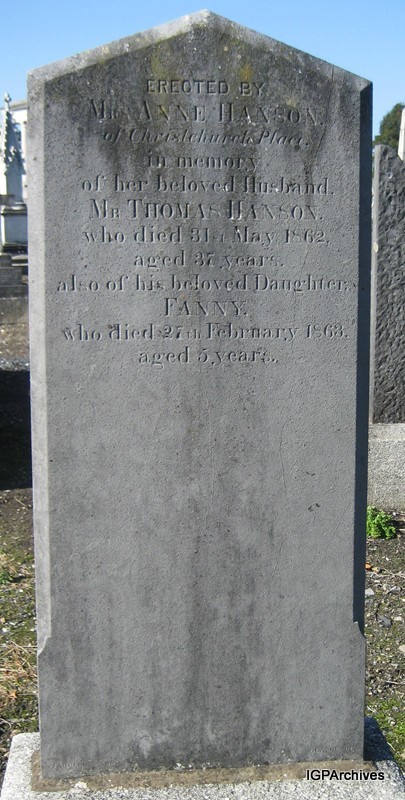 ERECTED BY
MRS ANNE HANSON,
of Christchurch Place,
in memory
of her beloved Husband,
MR THOMAS HANSON,
who died 31st May, 1862,
aged 37 years.
also of his beloved Daughter,
FANNY,
who died 27th February 1863,
aged 5 years.
IGPArchives